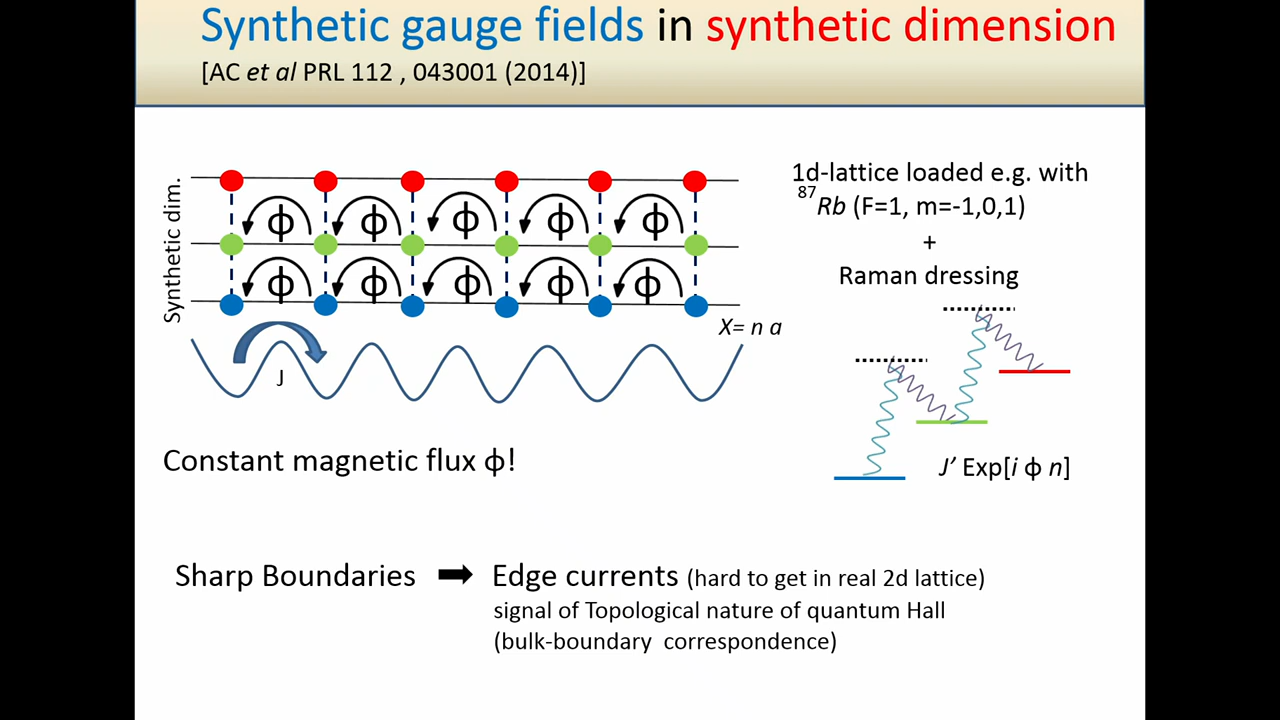 Synthetic gauge fields in synthetic dimension
[AC et al PRL 112 , 043001 (2014)]
Synthetic dim.
ϕ ϕ ϕ ϕ ϕ
ϕ ϕ ϕ ϕ ϕ
X= n a
J
1d-lattice loaded e.g. with
87Rb (F=1, m=-1,0,1)
+
Raman dressing
J’ Exp[i ϕ n]
Constant magnetic flux ϕ!
Sharp Boundaries ➡ Edge currents (hard to get in real 2d lattice)
signal of Topological nature of quantum Hall
(bulk-boundary correspondence)